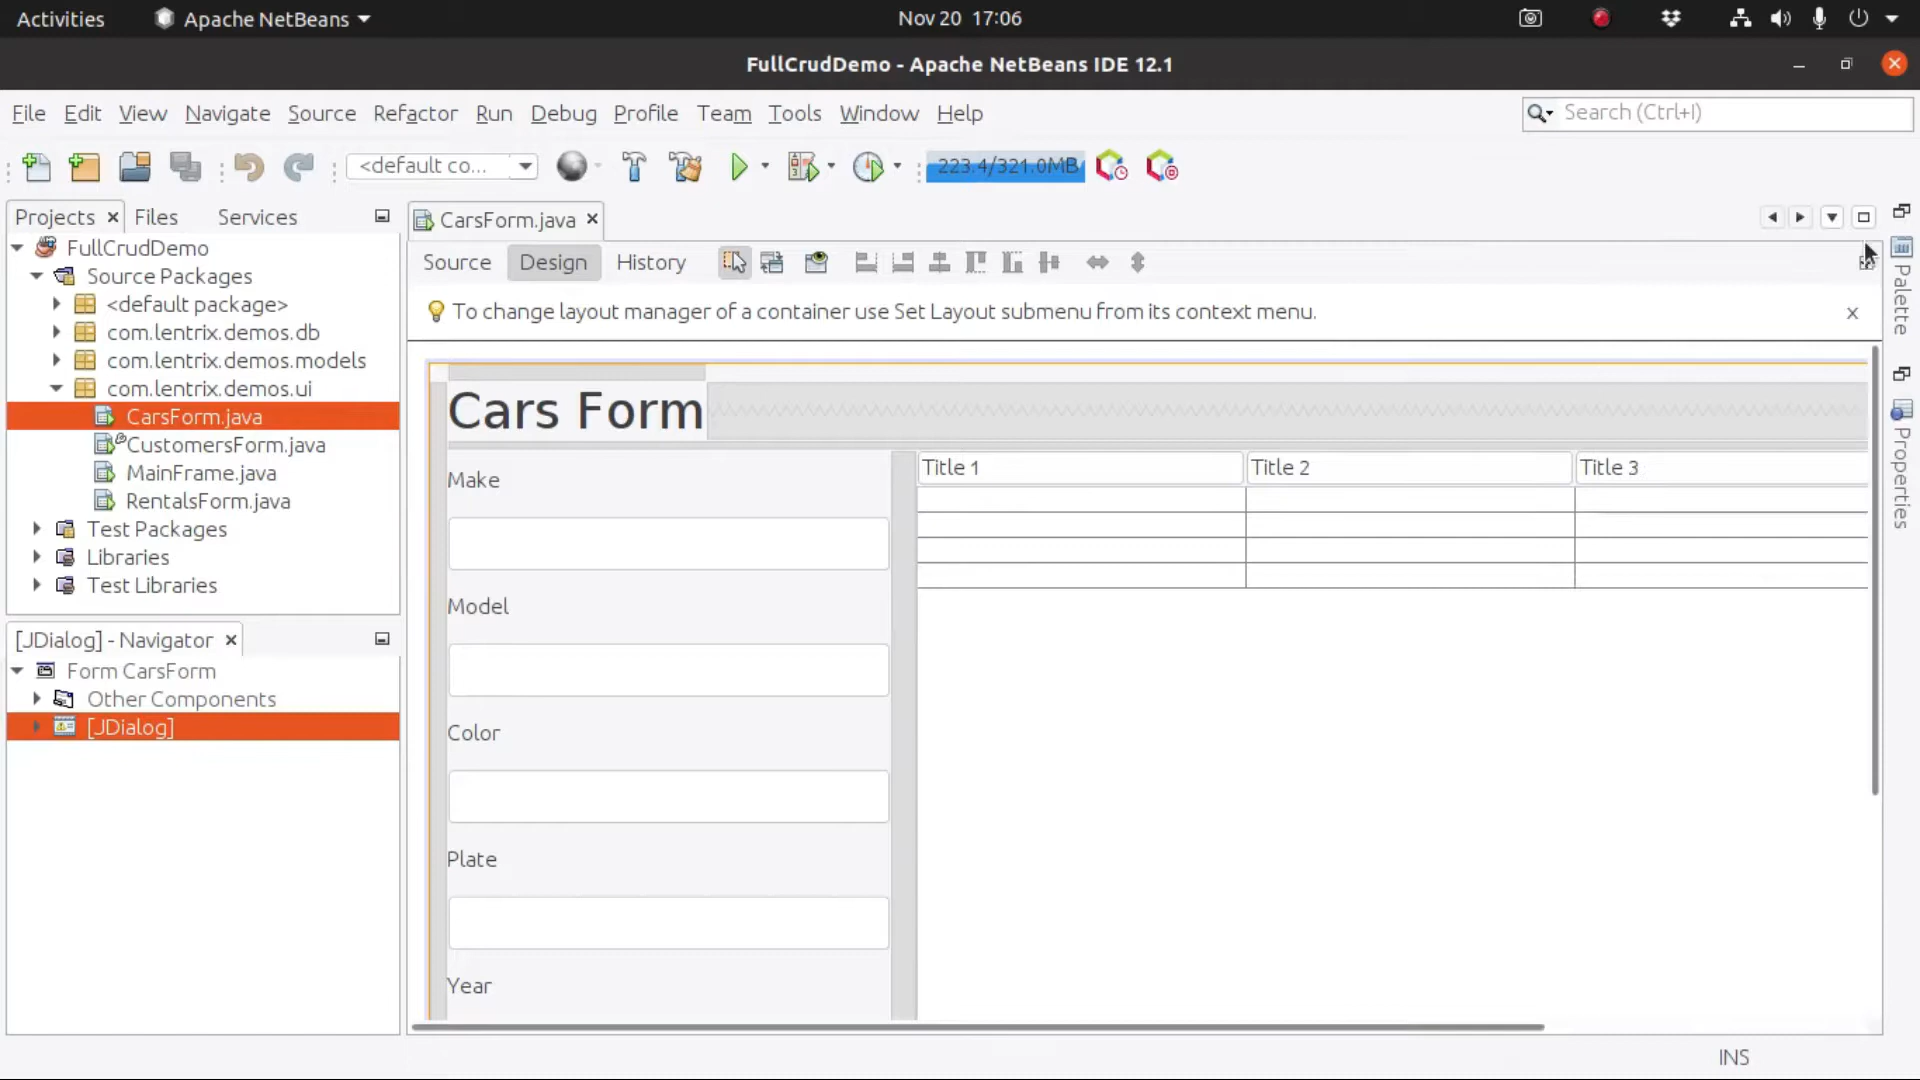 Activities
Apache NetBeans
Nov 20 17:06
FullCrudDemo - Apache NetBeans IDE 12.1
File Edit View Navigate Source Refactor Run Debug Profile Team Tools Window Help
Search (Ctrl+I)
<default co...
223.4/321.0MB
Projects
Files
Services
FullCrudDemo
Source Packages
<default package>
com.lentrix.demos.db
com.lentrix.demos.models
com.lentrix.demos.ui
CarsForm.java
CustomersForm.java
MainFrame.java
RentalsForm.java
Test Packages
Libraries
Test Libraries
[JDialog] - Navigator
Form CarsForm
Other Components
[JDialog]
CarsForm.java
Source Design History
To change layout manager of a container use Set Layout submenu from its context menu.
Cars Form
Make
Model
Color
Plate
Year
Title 1 Title 2 Title 3
Palette
Properties
INS